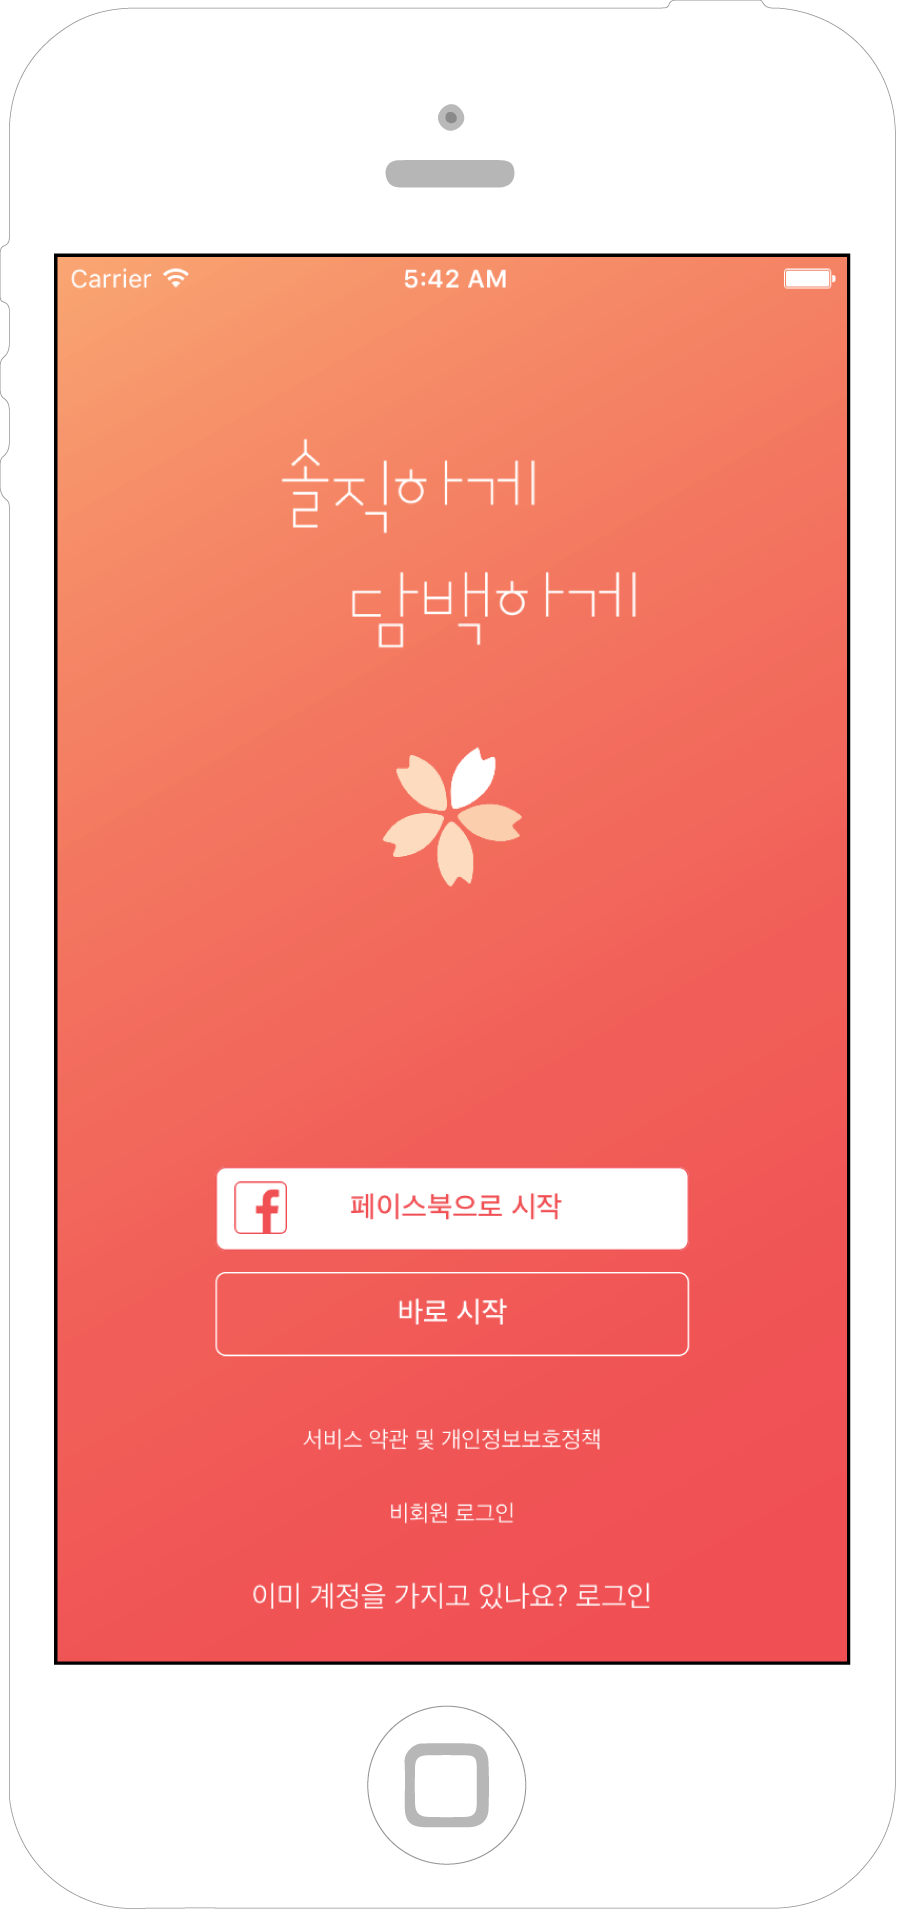 Carrier 5:42 AM
솔직하게
담백하게
f 페이스북으로 시작
바로 시작
서비스 약관 및 개인정보보호정책
비회원 로그인
이미 계정을 가지고 있나요? 로그인